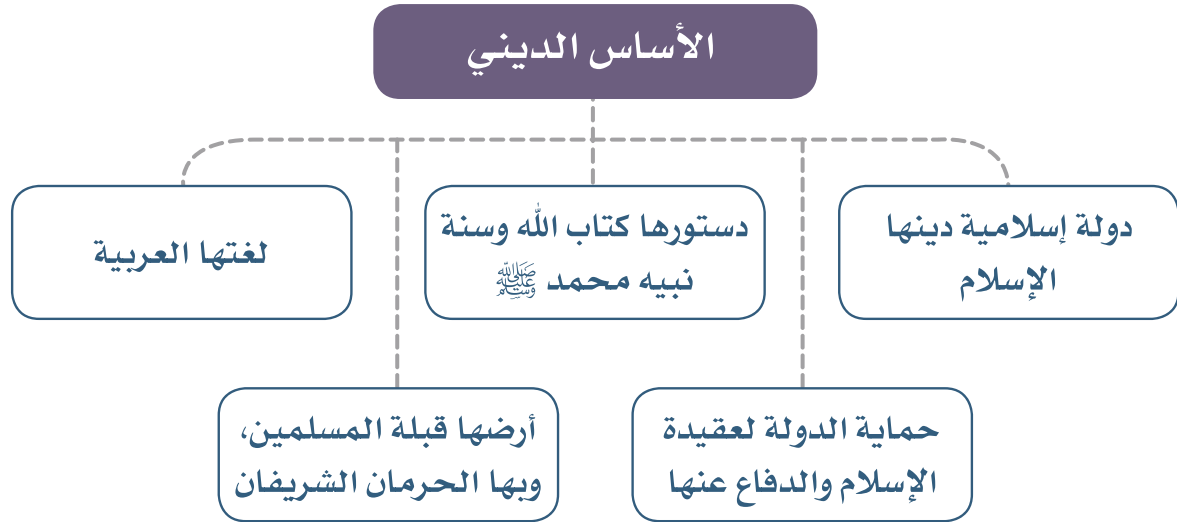 الأساس الديني
دولة إسلامية دينها
الإسلام
دستورها كتاب الله وسنة
نبيه محمد ﷺ
لغتها العربية
حماية الدولة لعقيدة
الإسلام والدفاع عنها
أرضها قبلة المسلمين،
وبها الحرمان الشريفان